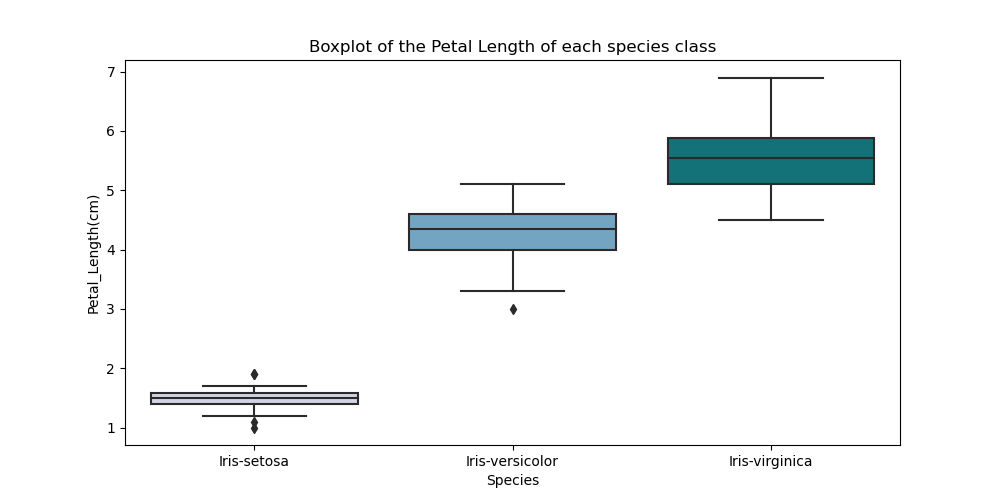 Boxplot of the Petal Length of each species class
Petal_Length(cm)
7
6
5
4
3
2
1
Iris-setosa Iris-versicolor Iris-virginica
Species